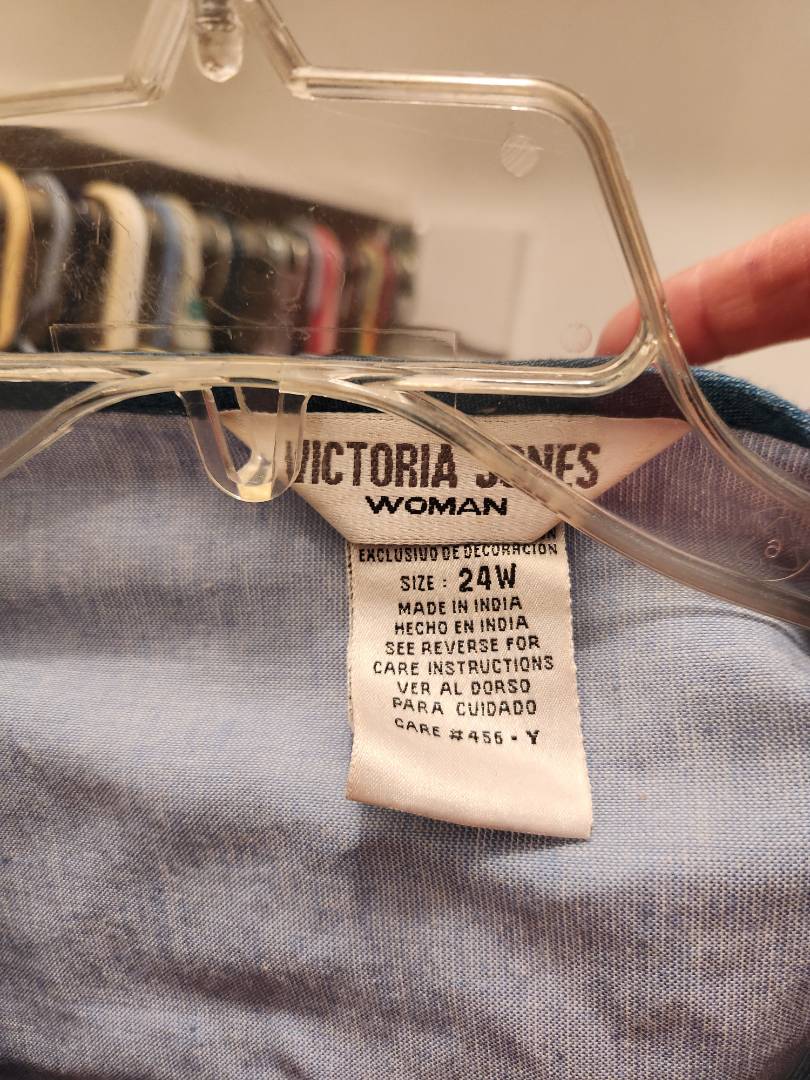 VICTORIA JONES
WOMAN
EXCLUSIVO DE DECORACION
SIZE : 24W
MADE IN INDIA
HECHO EN INDIA
SEE REVERSE FOR
CARE INSTRUCTIONS
VER AL DORSO
PARA CUIDADO
CARE #456 - Y